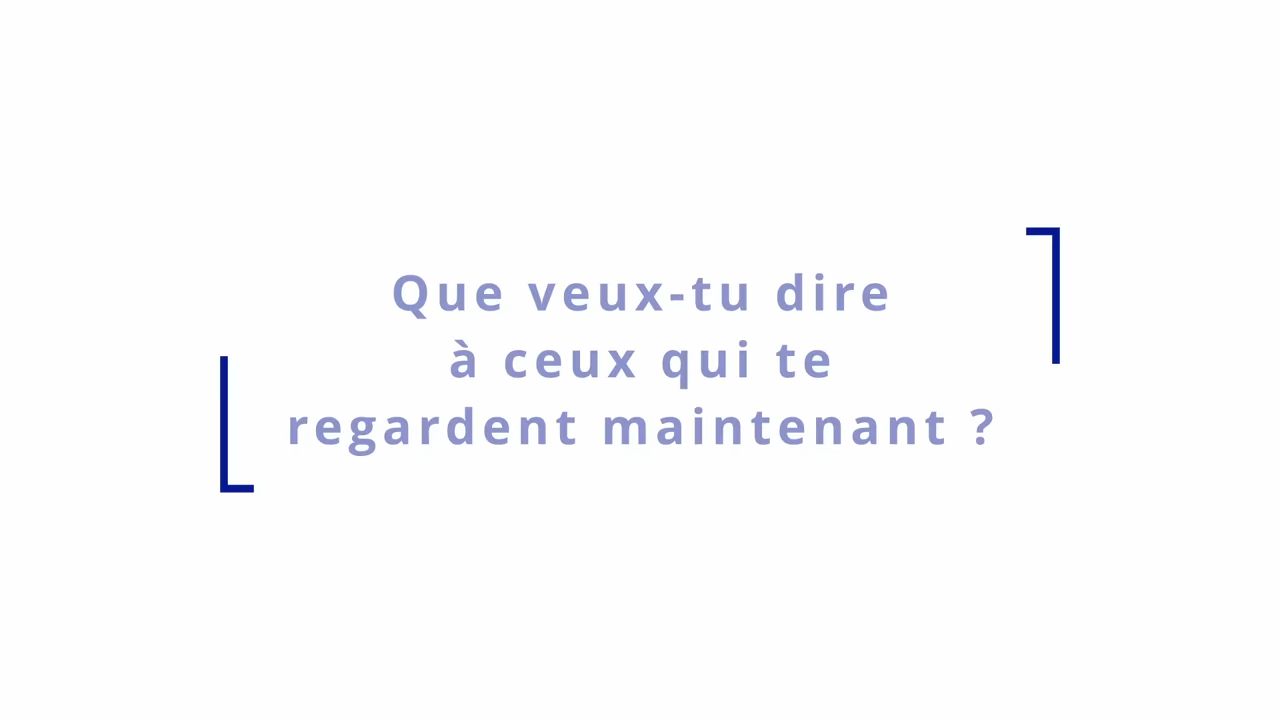 Que veux-tu dire
à ceux qui te
regardent maintenant ?